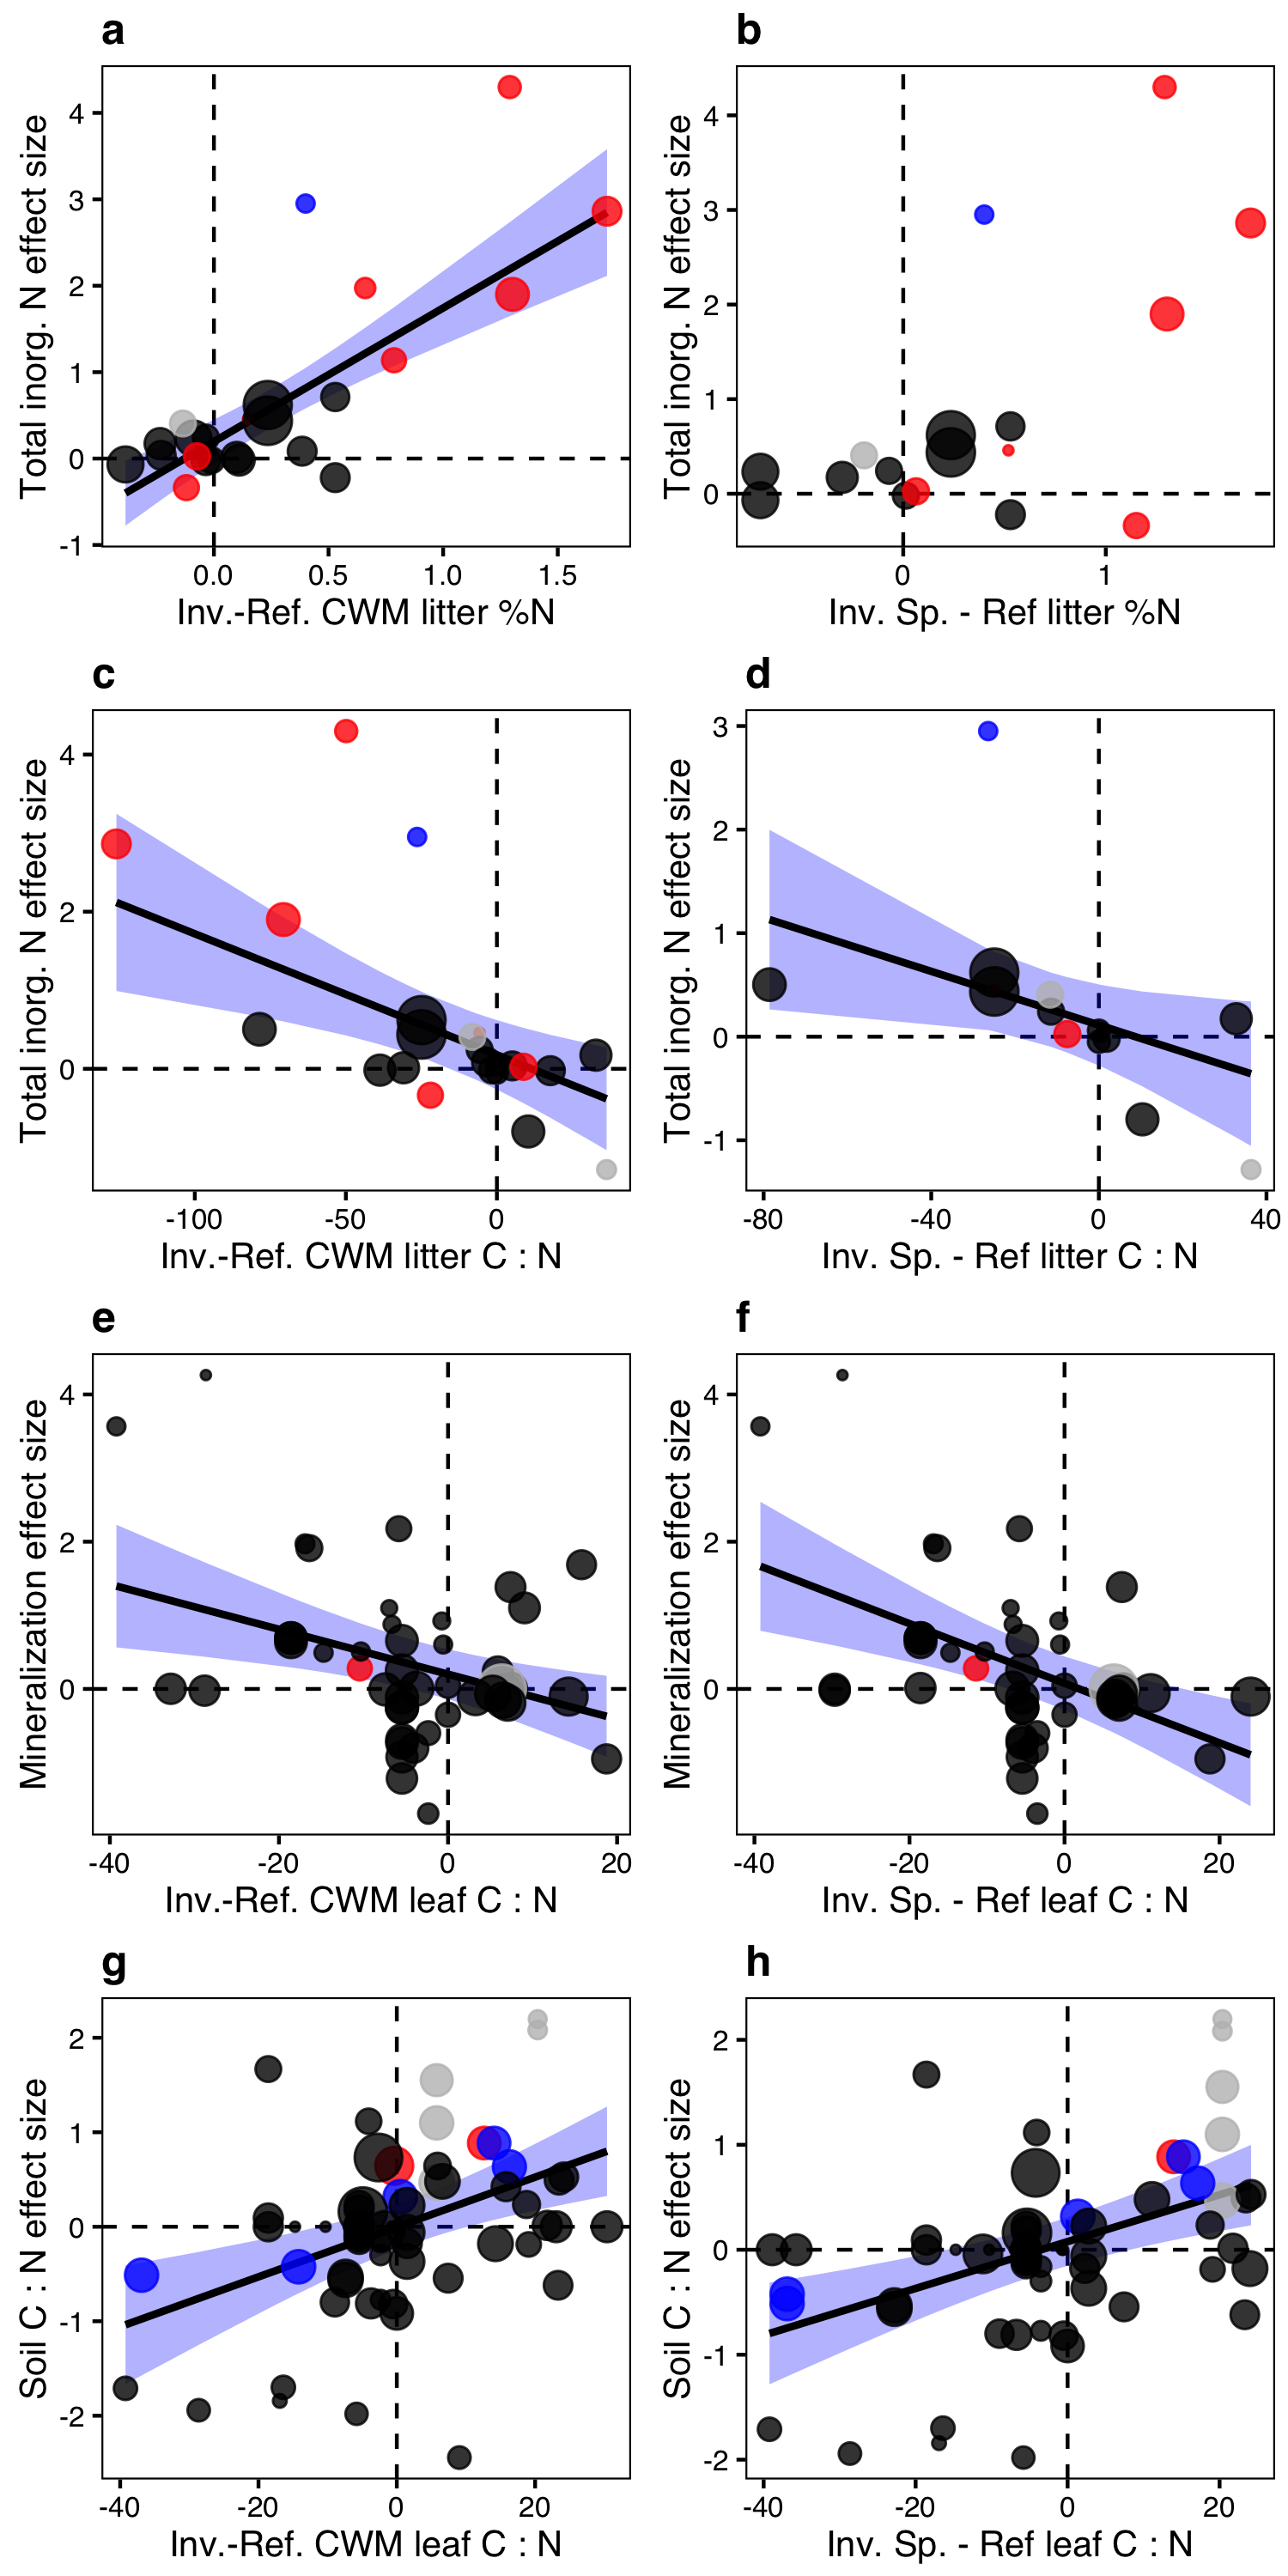 a
Total inorg. N effect size
4
3
2
1
0
-1
0.0 0.5 1.0 1.5
Inv.-Ref. CWM litter %N
b
Total inorg. N effect size
4
3
2
1
0
0 1
Inv. Sp. - Ref litter %N
c
Total inorg. N effect size
4
2
0
-100 -50 0
Inv.-Ref. CWM litter C : N
d
Total inorg. N effect size
3
2
1
0
-1
-80 -40 0 40
Inv. Sp. - Ref litter C : N
e
Mineralization effect size
4
2
0
-40 -20 0 20
Inv.-Ref. CWM leaf C : N
f
Mineralization effect size
4
2
0
-40 -20 0 20
Inv. Sp. - Ref leaf C : N
g
Soil C : N effect size
2
1
0
-1
-2
-40 -20 0 20
Inv.-Ref. CWM leaf C : N
h
Soil C : N effect size
2
1
0
-1
-2
-40 -20 0 20
Inv. Sp. - Ref leaf C : N